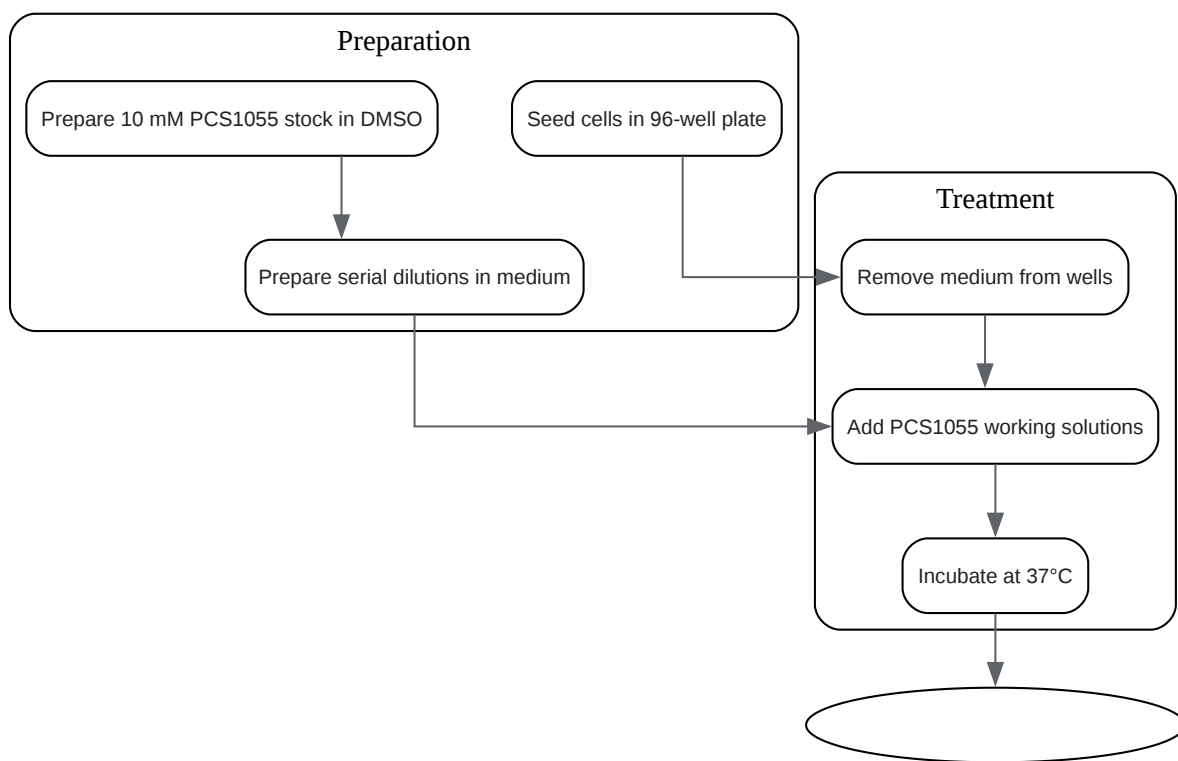 Preparation
Prepare 10 mM PCS1055 stock in DMSO
Seed cells in 96-well plate
Prepare serial dilutions in medium
Treatment
Remove medium from wells
Add PCS1055 working solutions
Incubate at 37°C